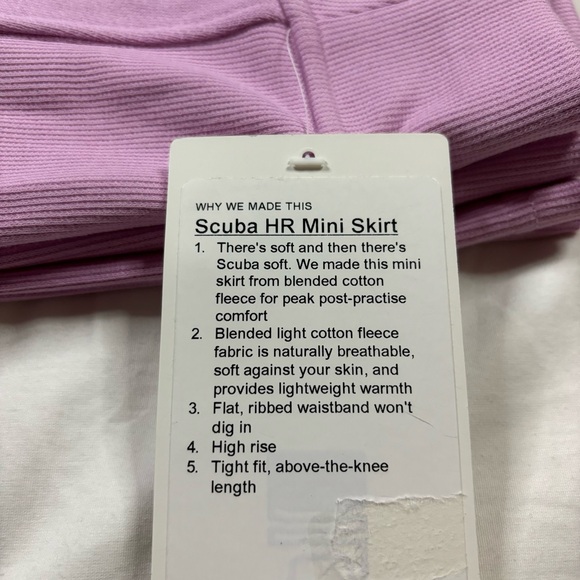 WHY WE MADE THIS
Scuba HR Mini Skirt
1. There's soft and then there's
Scuba soft. We made this mini
skirt from blended cotton
fleece for peak post-practise
comfort
2. Blended light cotton fleece
fabric is naturally breathable,
soft against your skin, and
provides lightweight warmth
3. Flat, ribbed waistband won't
dig in
4. High rise
5. Tight fit, above-the-knee
length